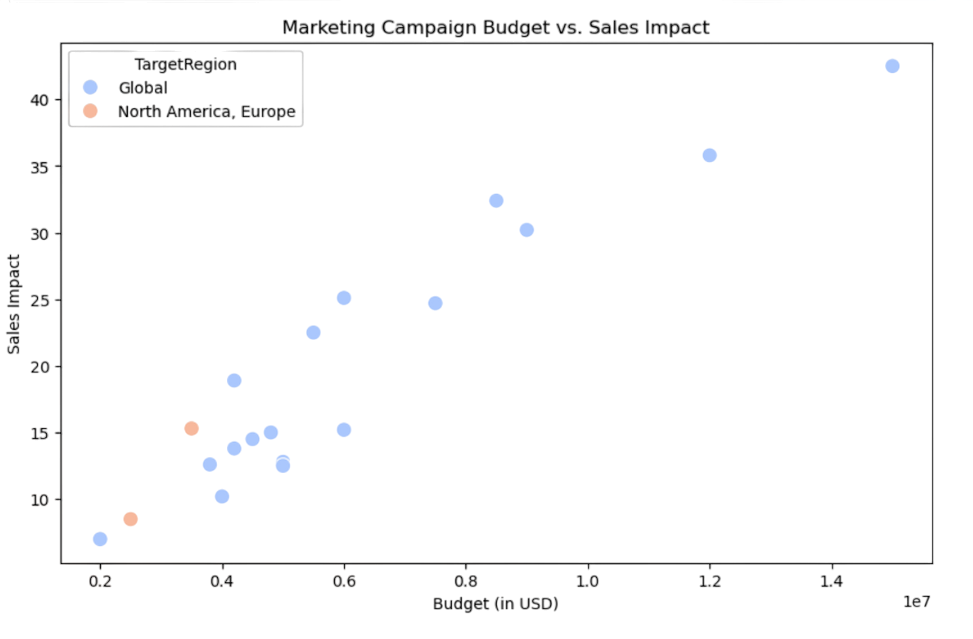 Marketing Campaign Budget vs. Sales Impact
TargetRegion
Global
North America, Europe
Sales Impact
40
35
30
25
20
15
10
0.2 0.4 0.6 0.8 1.0 1.2 1.4
1e7
Budget (in USD)